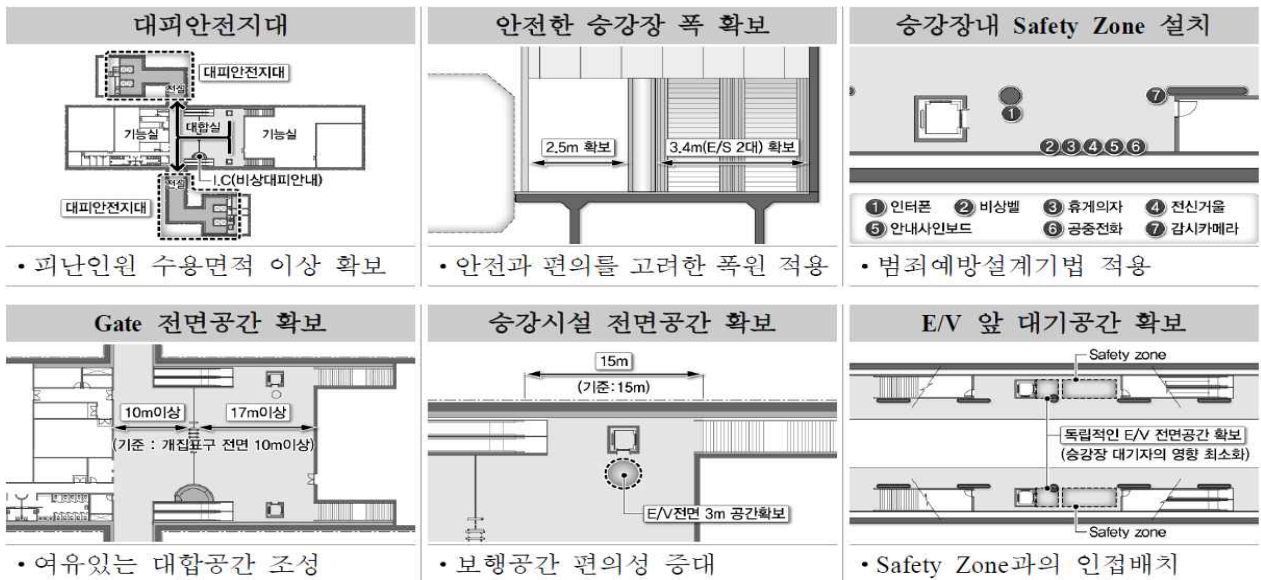 대피안전지대
대피안전지대
전실
기능실
대합실
기능실
전실
I.C(비상대피안내)
대피안전지대
• 피난인원 수용면적 이상 확보
안전한 승강장 폭 확보
2.5m 확보
3.4m(E/S 2대) 확보
• 안전과 편의를 고려한 폭원 적용
승강장내 Safety Zone 설치
1
7
2 3 4 5 6
1 인터폰 2 비상벨 3 휴게의자 4 전신거울
5 안내사인보드 6 공중전화 7 감시카메라
• 범죄예방설계기법 적용
Gate 전면공간 확보
10m이상
17m이상
(기준 : 개집표구 전면 10m이상)
• 여유있는 대합공간 조성
승강시설 전면공간 확보
15m
(기준:15m)
E/V전면 3m 공간확보
• 보행공간 편의성 증대
E/V 앞 대기공간 확보
Safety zone
독립적인 E/V 전면공간 확보
(승강장 대기자의 영향 최소화)
Safety zone
• Safety Zone과의 인접배치